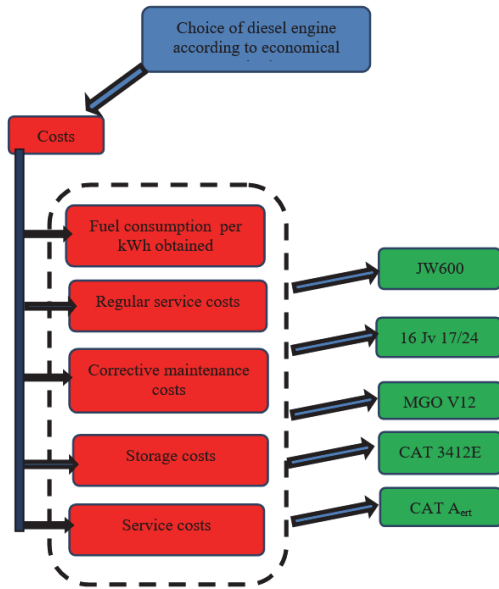 Choice of diesel engine
according to economical
Costs
Fuel consumption per
kWh obtained
Regular service costs
Corrective maintenance
costs
Storage costs
Service costs
JW600
16 Jv 17/24
MGO V12
CAT 3412E
CAT Aert